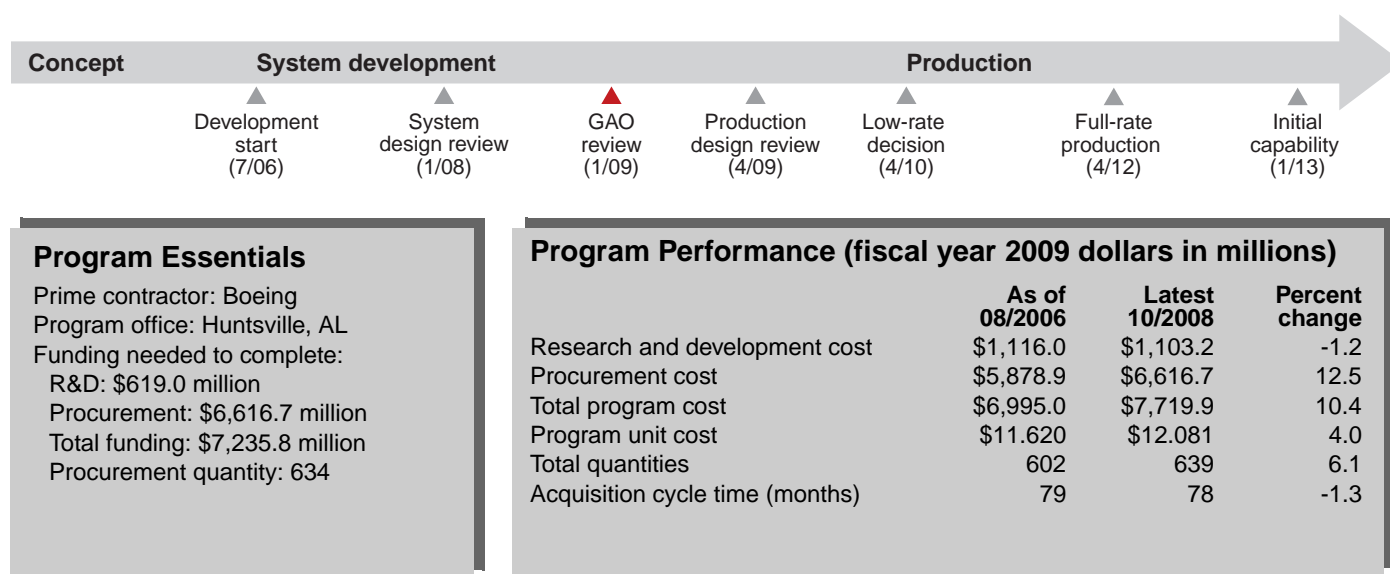 Concept System development Production
Development start (7/06)
System design review (1/08)
GAO review (1/09)
Production design review (4/09)
Low-rate decision (4/10)
Full-rate production (4/12)
Initial capability (1/13)
Program Essentials
Prime contractor: Boeing
Program office: Huntsville, AL
Funding needed to complete:
R&D: $619.0 million
Procurement: $6,616.7 million
Total funding: $7,235.8 million
Procurement quantity: 634
Program Performance (fiscal year 2009 dollars in millions)
As of 08/2006 Latest 10/2008 Percent change
Research and development cost $1,116.0 $1,103.2 -1.2
Procurement cost $5,878.9 $6,616.7 12.5
Total program cost $6,995.0 $7,719.9 10.4
Program unit cost $11.620 $12.081 4.0
Total quantities 602 639 6.1
Acquisition cycle time (months) 79 78 -1.3